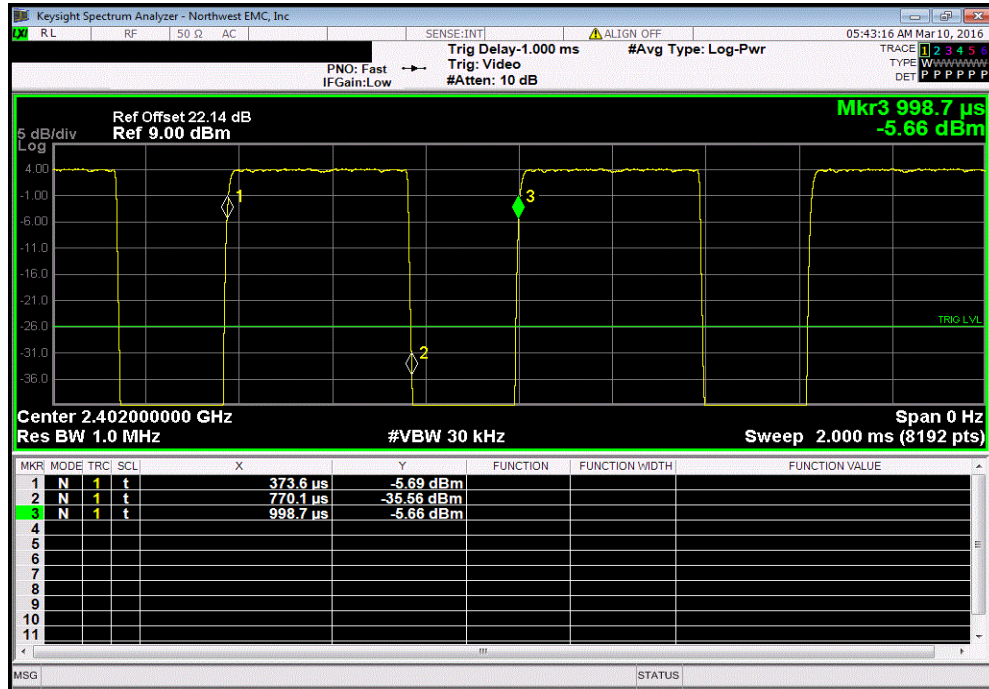 Keysight Spectrum Analyzer - Northwest EMC, Inc
LXI RL RF 50 Ω AC SENSE:INT ALIGN OFF 05:43:16 AM Mar 10, 2016
Trig Delay-1.000 ms #Avg Type: Log-Pwr TRACE 1 2 3 4 5 6
PNO: Fast Trig: Video TYPE WWWWWWW
IFGain:Low #Atten: 10 dB DET P P P P P P
Mkr3 998.7 µs
Ref Offset 22.14 dB
5 dB/div Ref 9.00 dBm -5.66 dBm
Log
4.00
-1.00
1
3
-6.00
-11.0
-16.0
-21.0
-26.0
TRIG LVL
-31.0
2
-36.0
Center 2.402000000 GHz Span 0 Hz
Res BW 1.0 MHz #VBW 30 kHz Sweep 2.000 ms (8192 pts)
MKR MODE TRC SCL X Y FUNCTION FUNCTION WIDTH FUNCTION VALUE
1 N 1 t 373.6 µs -5.69 dBm
2 N 1 t 770.1 µs -35.56 dBm
3 N 1 t 998.7 µs -5.66 dBm
4
5
6
7
8
9
10
11
MSG STATUS